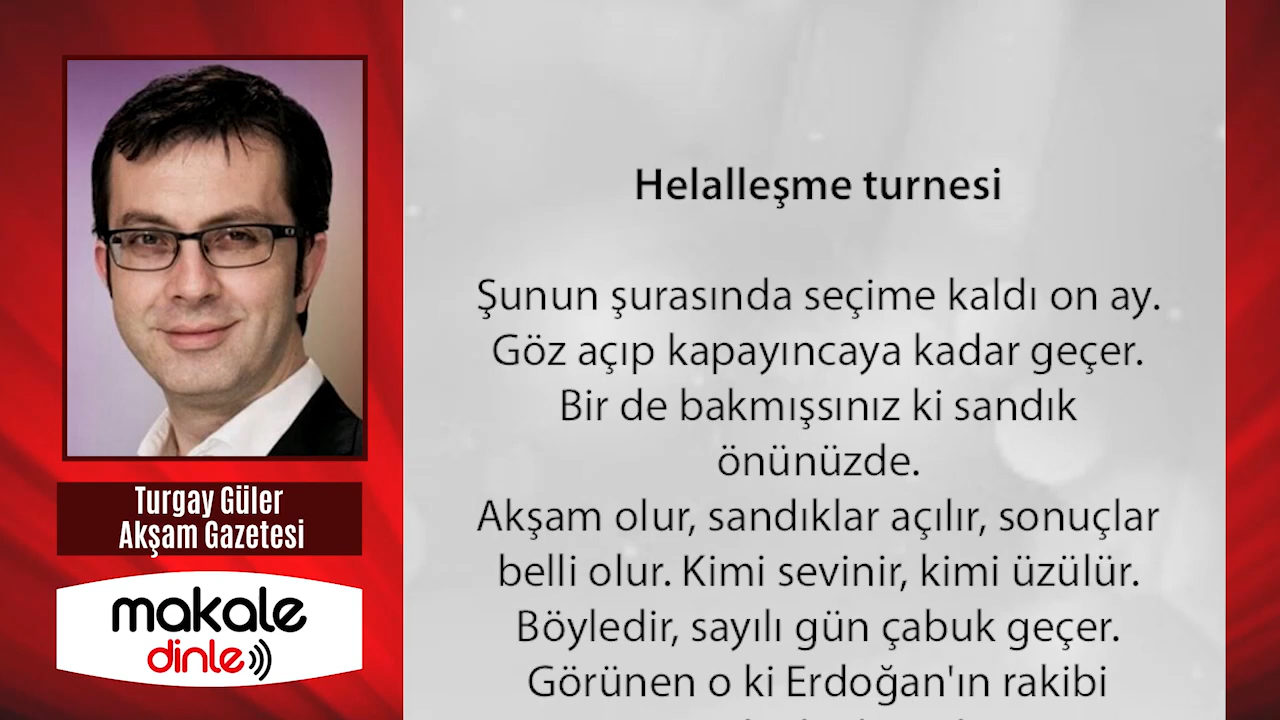 Turgay Güler
Akşam Gazetesi
makale
dinle
Helalleşme turnesi
Şunun şurasında seçime kaldı on ay.
Göz açıp kapayıncaya kadar geçer.
Bir de bakmışsınız ki sandık
önünüzde.
Akşam olur, sandıklar açılır, sonuçlar
belli olur. Kimi sevinir, kimi üzülür.
Böyledir, sayılı gün çabuk geçer.
Görünen o ki Erdoğan'ın rakibi